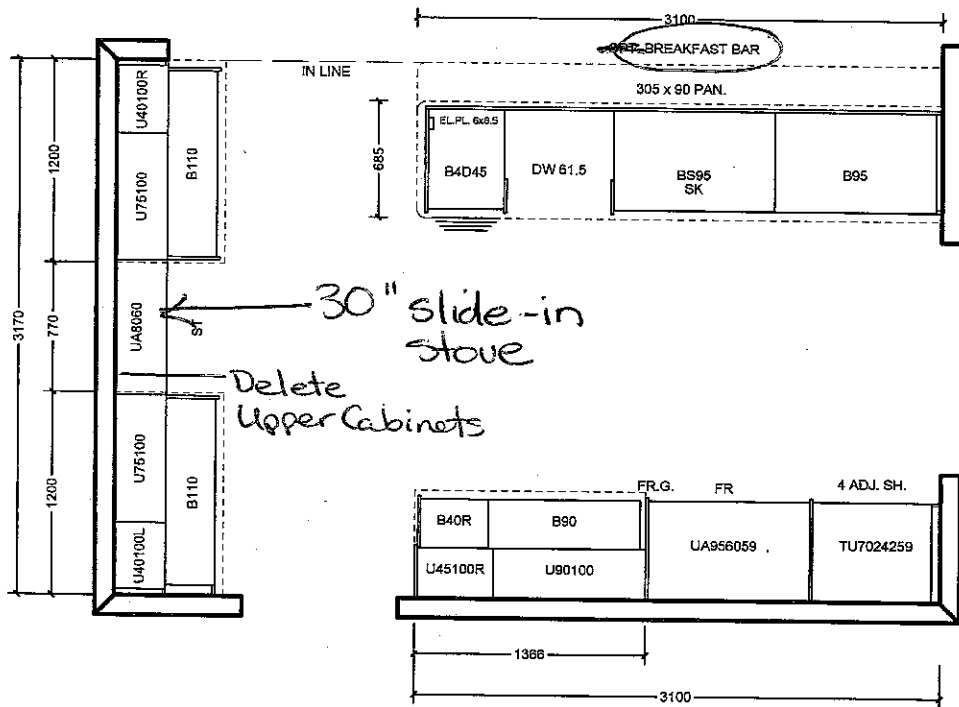 3100
OPT. BREAKFAST BAR
IN LINE
305 x 90 PAN.
U40100R
B110
U75100
1200
685
EL.PL. 6x8.5
B4D45
DW 61.5
BS95
SK
B95
3170
770
UA8060
ST
30" slide-in
stove
Delete
Upper Cabinets
1200
U75100
B110
U40100L
FR.G.
FR
4 ADJ. SH.
B40R
B90
U45100R
U90100
UA956059
TU7024259
1366
3100